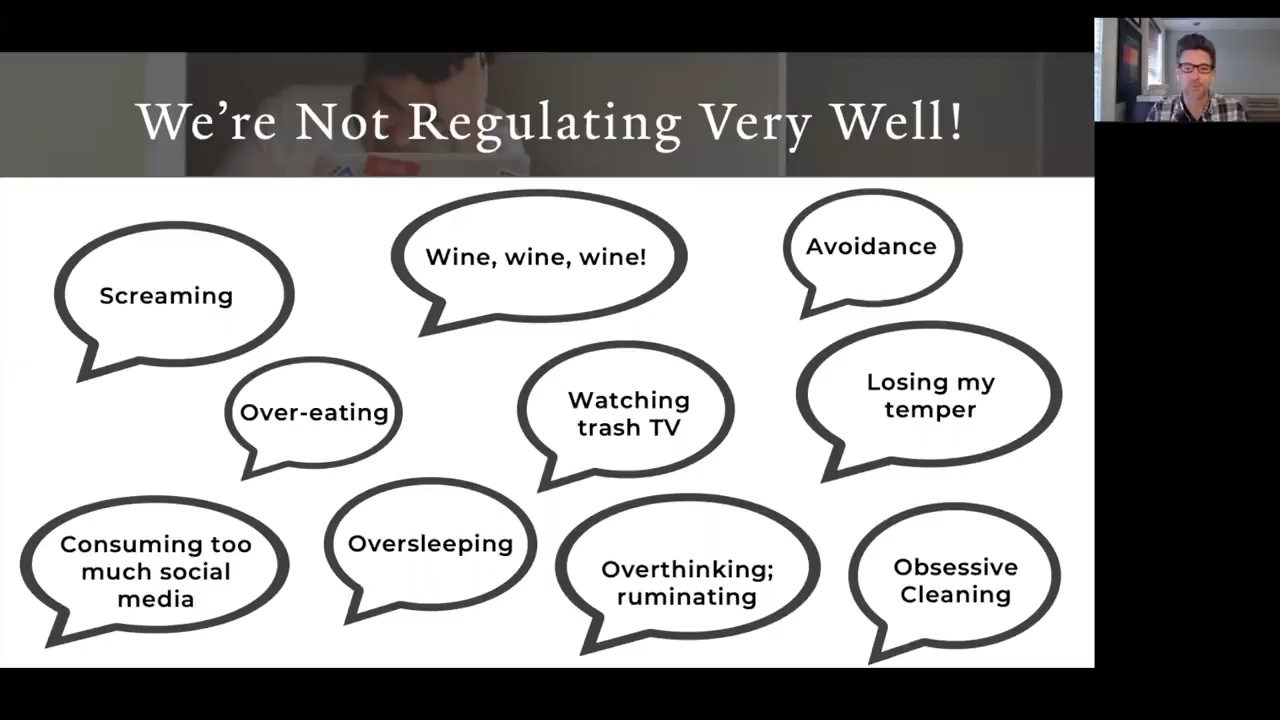 We're Not Regulating Very Well!
Screaming
Wine, wine, wine!
Avoidance
Over-eating
Watching
trash TV
Losing my
temper
Consuming too
much social
media
Oversleeping
Overthinking;
ruminating
Obsessive
Cleaning